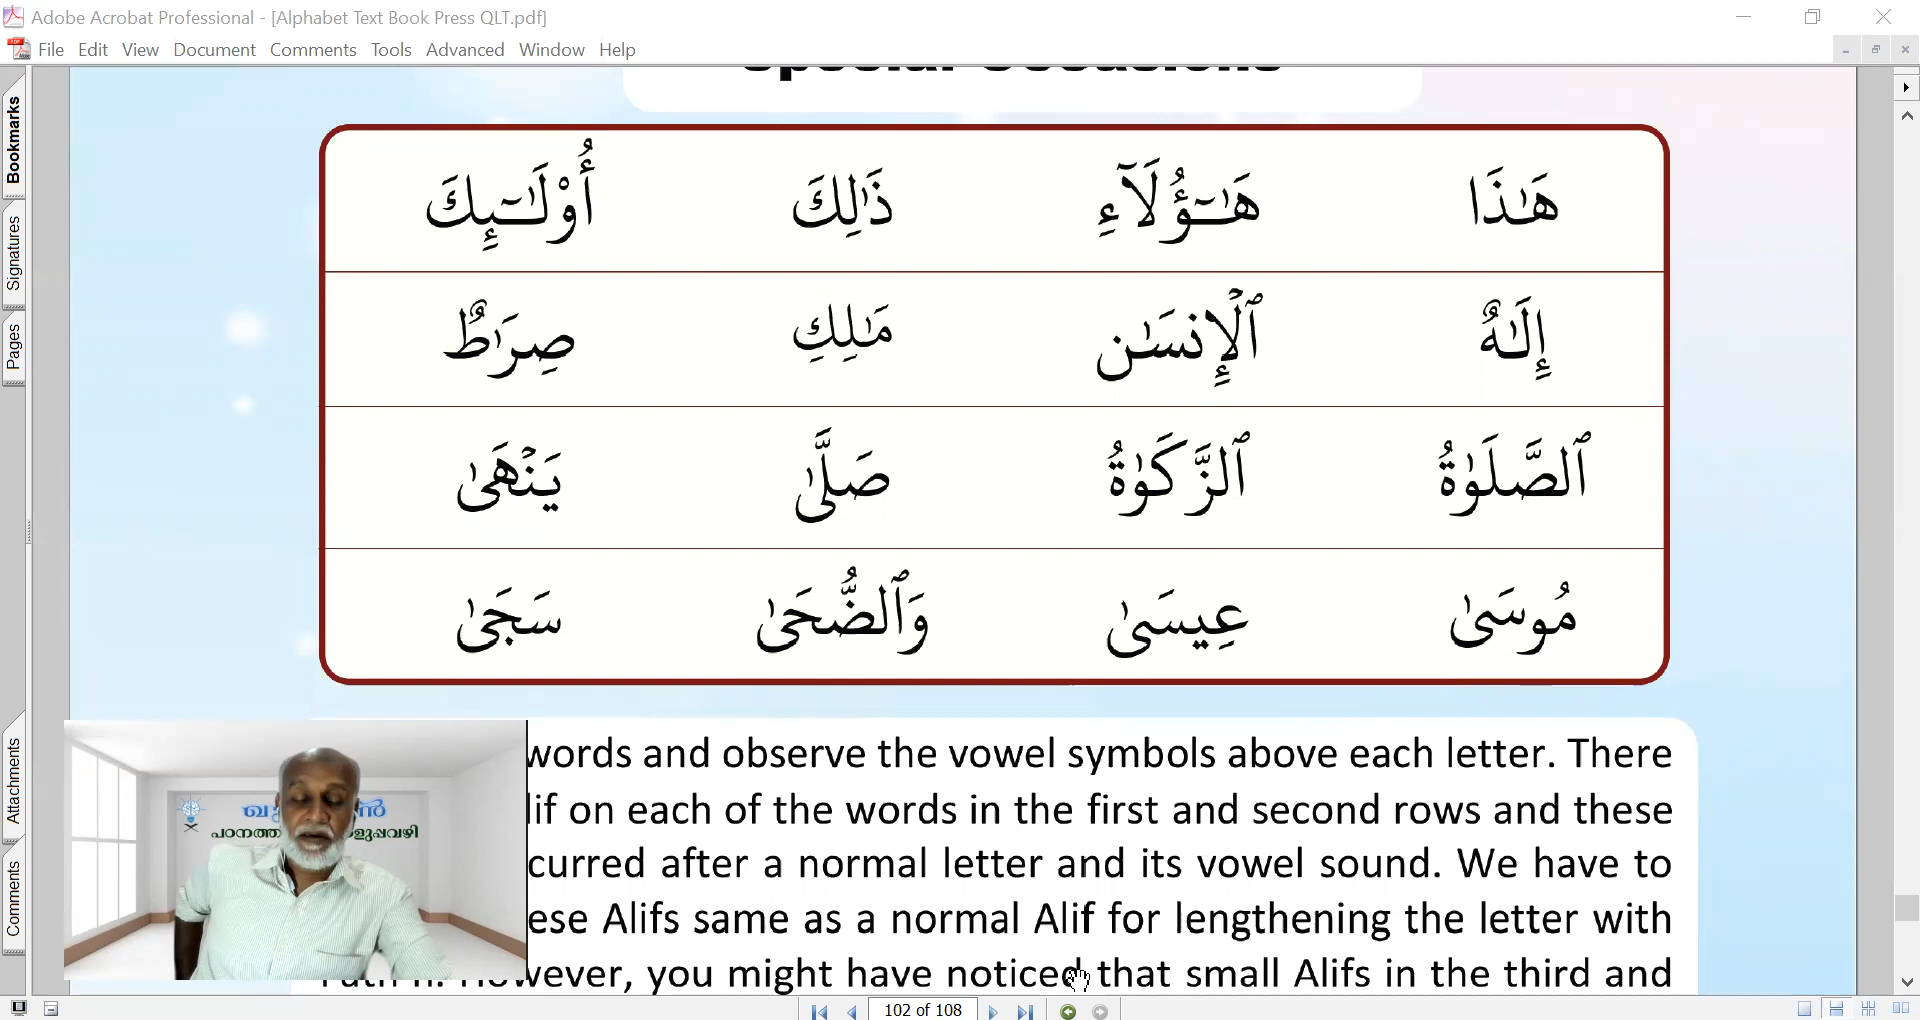 Adobe Acrobat Professional - [Alphabet Text Book Press QLT.pdf]
File Edit View Document Comments Tools Advanced Window Help
Special Occasions
هَـٰذَا هَـٰٓؤُلَآءِ ذَٰلِكَ أُوْلَـٰٓئِكَ
إِلَـٰهٌ ٱلْإِنسَـٰن مَـٰلِكِ صِرَٰطٌ
ٱلصَّلَوٰةُ ٱلزَّكَوٰةُ صَلَّىٰ يَنْهَىٰ
مُوسَىٰ عِيسَىٰ وَٱلضُّحَىٰ سَجَىٰ
words and observe the vowel symbols above each letter. There
lif on each of the words in the first and second rows and these
curred after a normal letter and its vowel sound. We have to
ese Alifs same as a normal Alif for lengthening the letter with
However, you might have noticed that small Alifs in the third and
Bookmarks
Signatures
Pages
Attachments
Comments
102 of 108